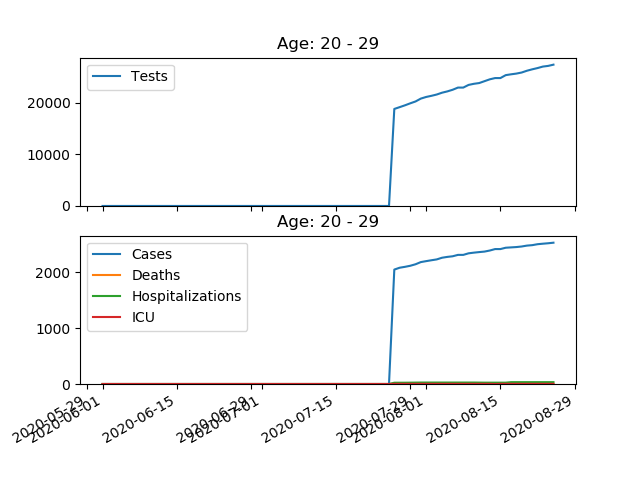 Age: 20 - 29
Tests
20000
10000
0
Age: 20 - 29
Cases
Deaths
Hospitalizations
ICU
2000
1000
0
2020-05-29
2020-06-01
2020-06-15
2020-06-29
2020-07-01
2020-07-15
2020-07-29
2020-08-01
2020-08-15
2020-08-29